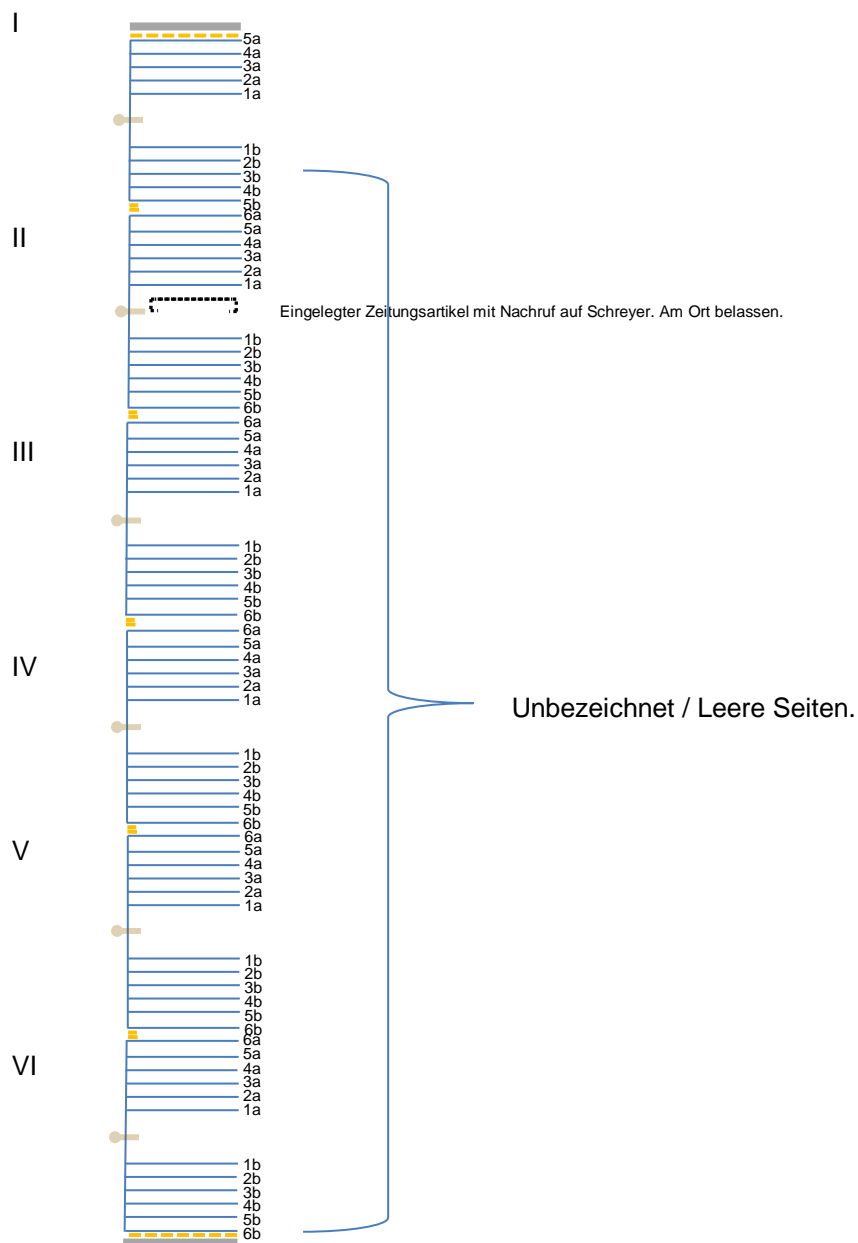 I
5a
4a
3a
2a
1a
1b
2b
3b
4b
5b
6a
II
5a
4a
3a
2a
1a
Eingelegter Zeitungsartikel mit Nachruf auf Schreyer. Am Ort belassen.
1b
2b
3b
4b
5b
6b
6a
III
5a
4a
3a
2a
1a
1b
2b
3b
4b
5b
6b
6a
IV
5a
4a
3a
2a
1a
Unbezeichnet / Leere Seiten.
1b
2b
3b
4b
5b
6b
6a
V
5a
4a
3a
2a
1a
1b
2b
3b
4b
5b
6b
6a
VI
5a
4a
3a
2a
1a
1b
2b
3b
4b
5b
6b